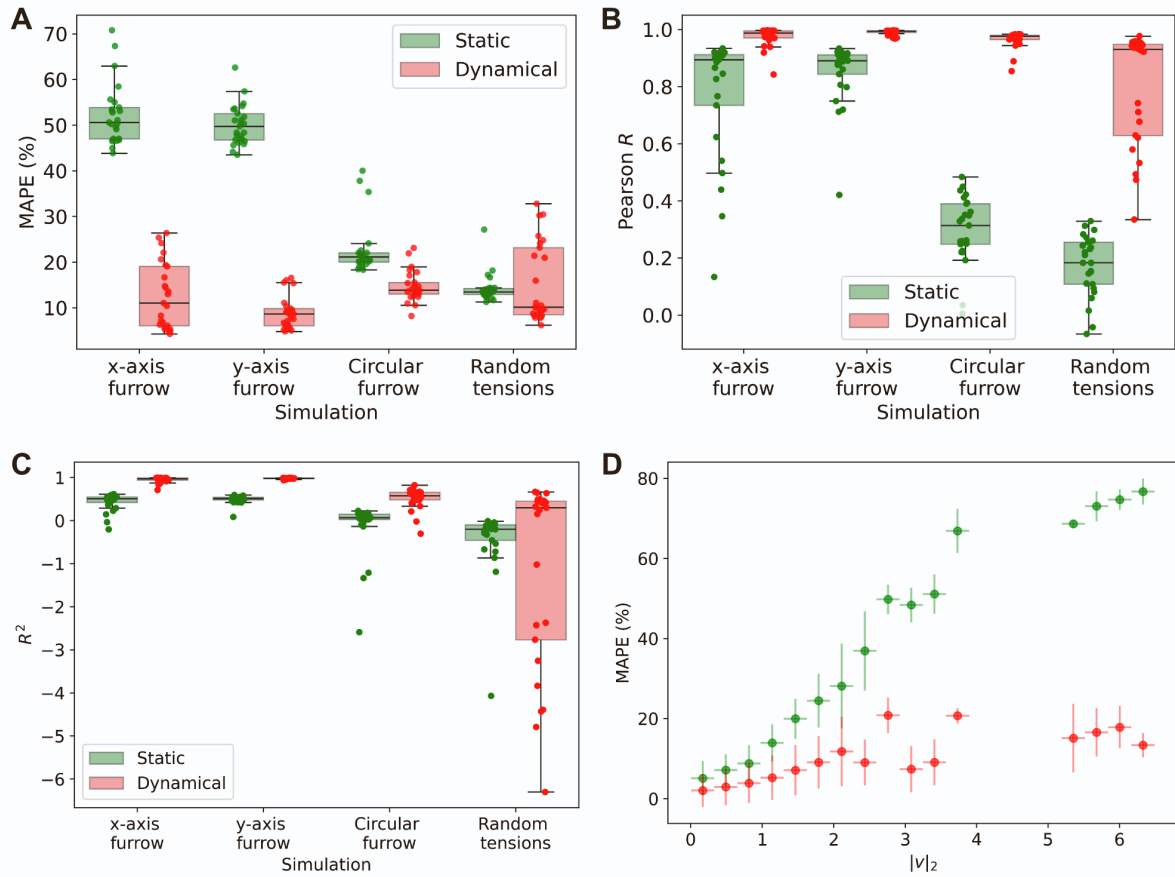 A
MAPE (%)
70
60
50
40
30
20
10
Static
Dynamical
x-axis
furrow
y-axis
furrow
Circular
furrow
Random
tensions
Simulation
B
Pearson R
1.0
0.8
0.6
0.4
0.2
0.0
Static
Dynamical
x-axis
furrow
y-axis
furrow
Circular
furrow
Random
tensions
Simulation
C
R²
1
0
−1
−2
−3
−4
−5
−6
Static
Dynamical
x-axis
furrow
y-axis
furrow
Circular
furrow
Random
tensions
Simulation
D
MAPE (%)
80
60
40
20
0
0 1 2 3 4 5 6
|v|₂